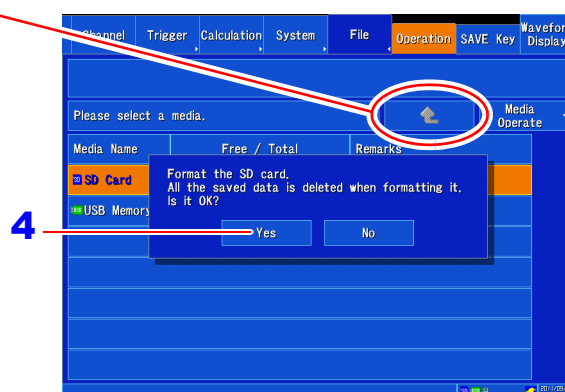 Channel Trigger Calculation System File Operation SAVE Key Wavefor
Display
Please select a media.
Media
Operate
Media Name Free / Total Remarks
SD Card
USB Memory
Format the SD card.
All the saved data is deleted when formatting it.
Is it OK?
Yes No
4